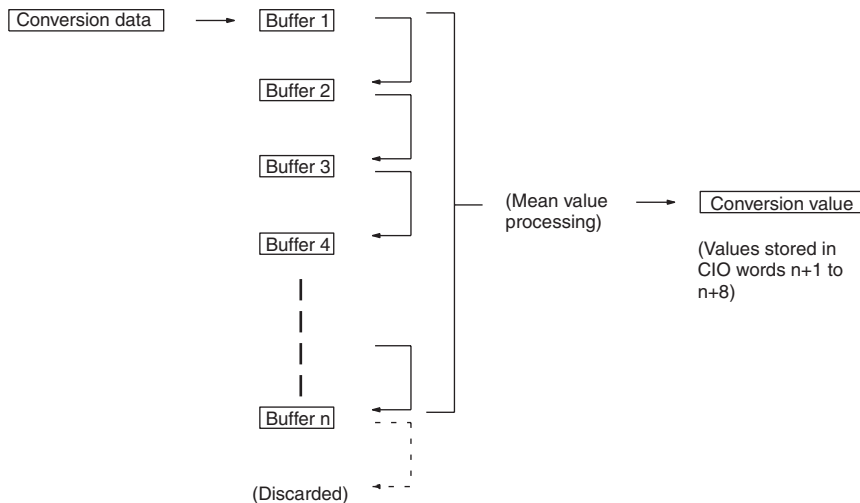 Conversion data
Buffer 1
Buffer 2
Buffer 3
Buffer 4
Buffer n
(Discarded)
(Mean value
processing)
Conversion value
(Values stored in
CIO words n+1 to
n+8)